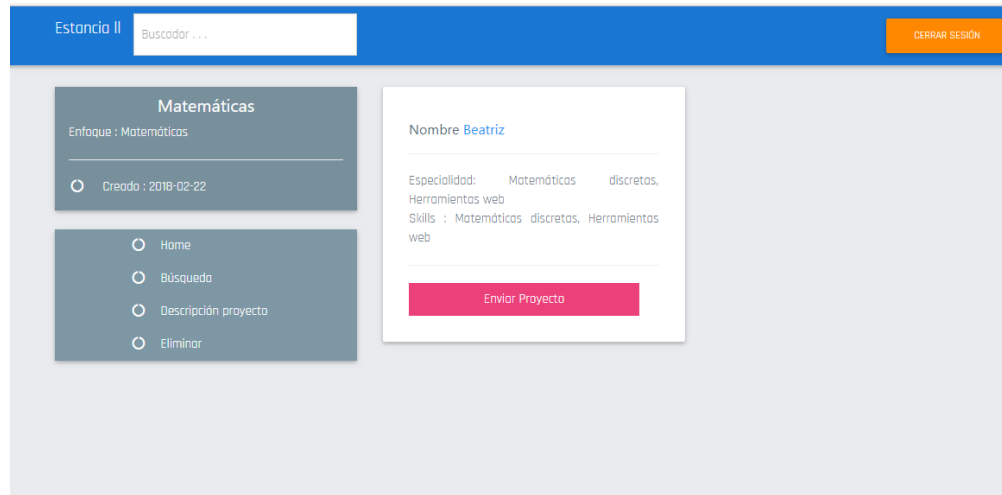 Estancia II
Buscador . . .
CERRAR SESIÓN
Matemáticas
Enfoque : Matemáticas
Creado : 2018-02-22
Home
Búsqueda
Descripción proyecto
Eliminar
Nombre Beatriz
Especialidad: Matemáticas discretas,
Herramientas web
Skills : Matemáticas discretas, Herramientas
web
Enviar Proyecto